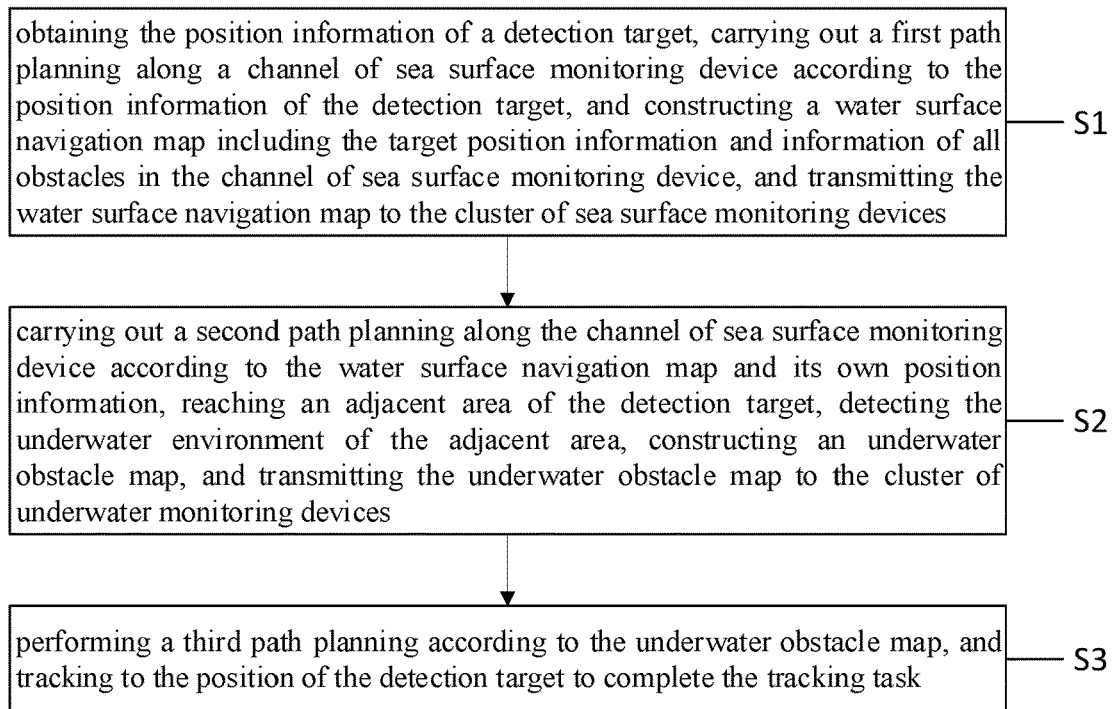 obtaining the position information of a detection target, carrying out a first path
planning along a channel of sea surface monitoring device according to the
position information of the detection target, and constructing a water surface
navigation map including the target position information and information of all
obstacles in the channel of sea surface monitoring device, and transmitting the
water surface navigation map to the cluster of sea surface monitoring devices
S1
carrying out a second path planning along the channel of sea surface monitoring
device according to the water surface navigation map and its own position
information, reaching an adjacent area of the detection target, detecting the
underwater environment of the adjacent area, constructing an underwater
obstacle map, and transmitting the underwater obstacle map to the cluster of
underwater monitoring devices
S2
performing a third path planning according to the underwater obstacle map, and
tracking to the position of the detection target to complete the tracking task
S3